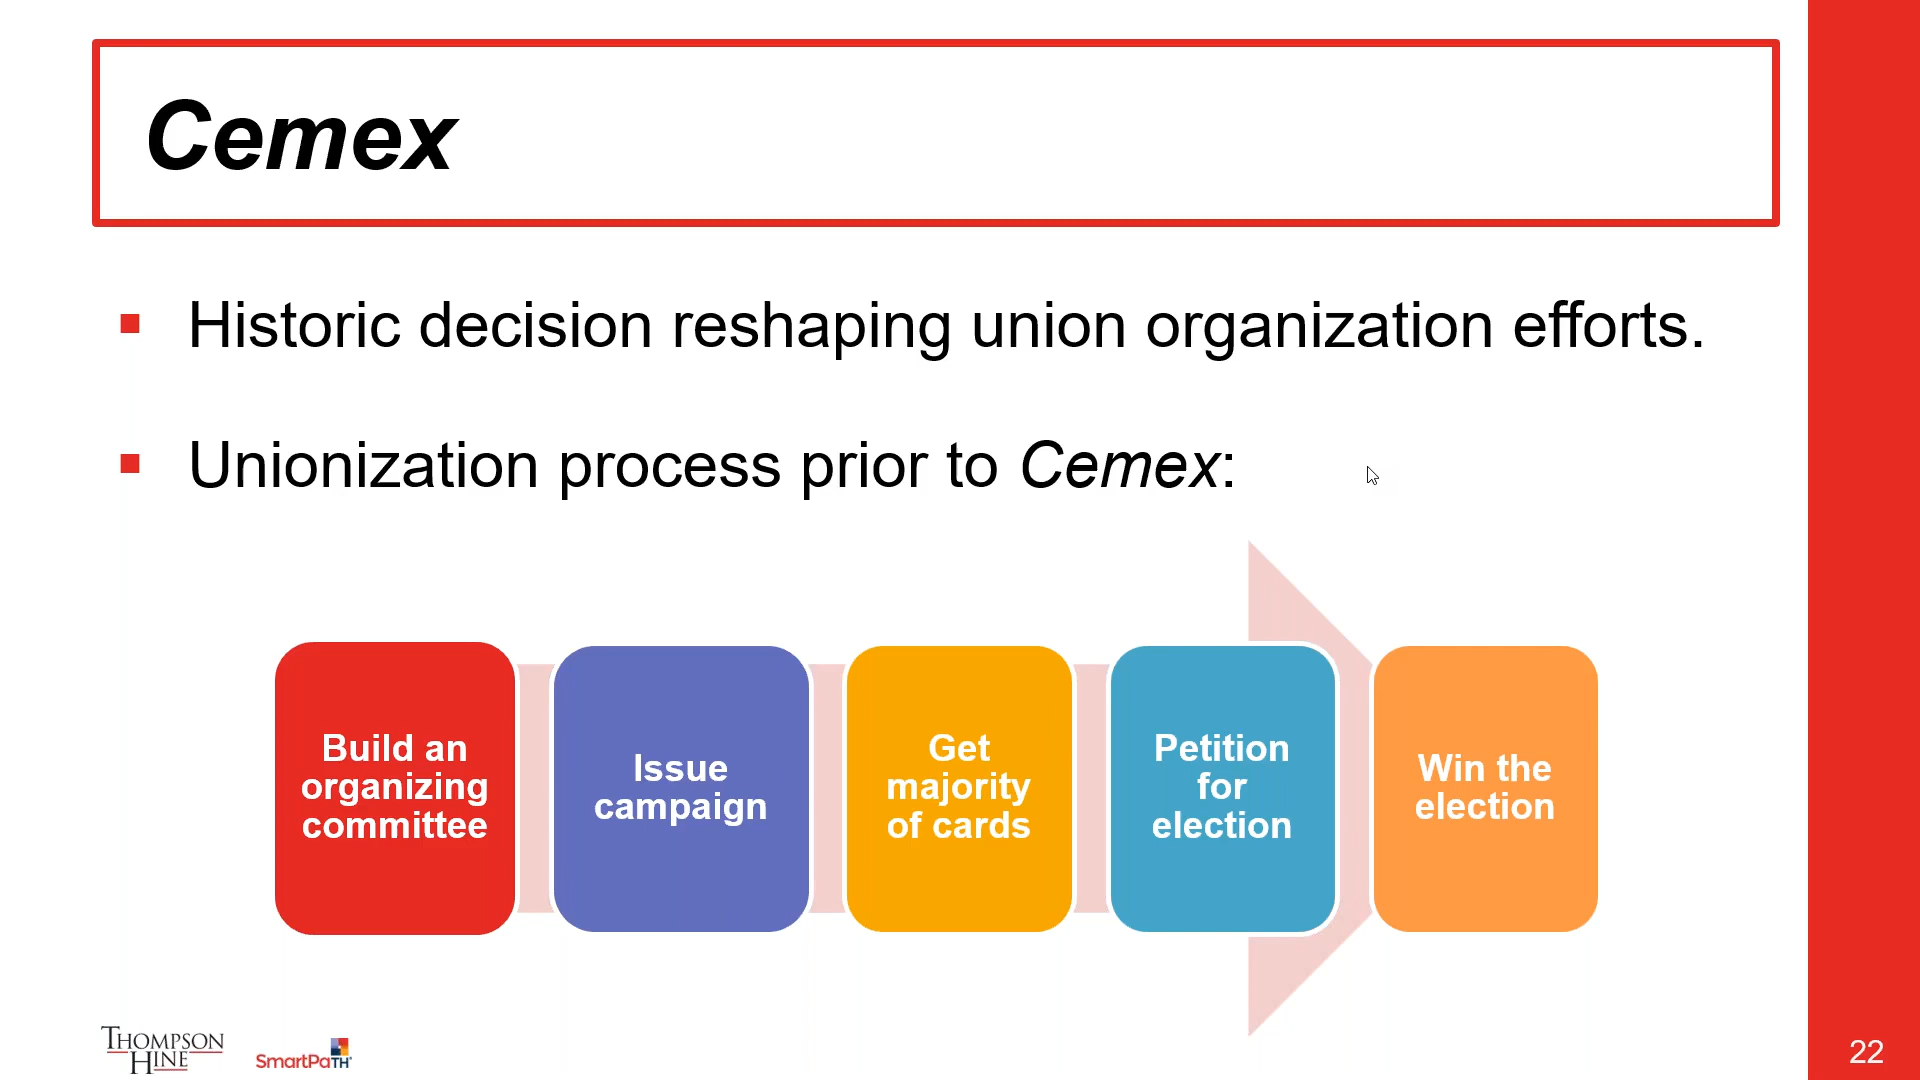 Cemex
Historic decision reshaping union organization efforts.
Unionization process prior to Cemex:
Build an
organizing
committee
Issue
campaign
Get
majority
of cards
Petition
for
election
Win the
election
THOMPSON
HINE
SmartPaTH
22